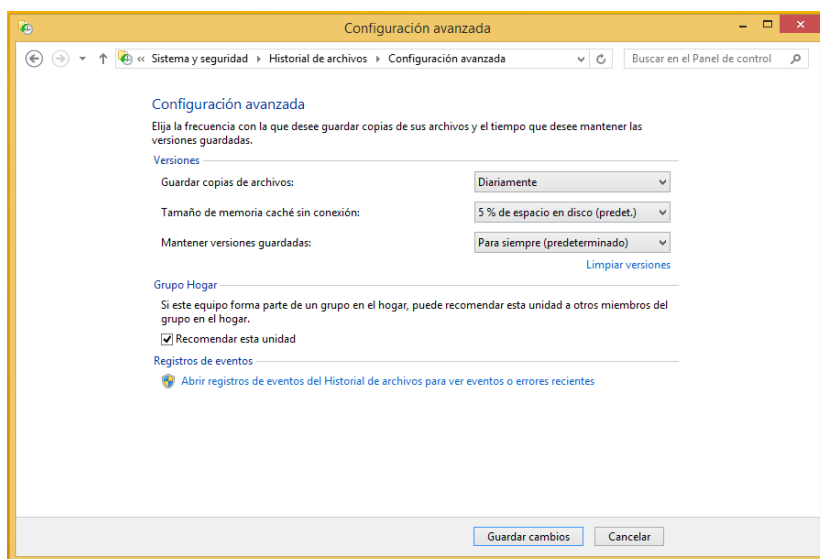 Configuración avanzada
« Sistema y seguridad Historial de archivos Configuración avanzada
Buscar en el Panel de control
Configuración avanzada
Elija la frecuencia con la que desee guardar copias de sus archivos y el tiempo que desee mantener las
versiones guardadas.
Versiones
Guardar copias de archivos: Diariamente
Tamaño de memoria caché sin conexión: 5 % de espacio en disco (predet.)
Mantener versiones guardadas: Para siempre (predeterminado)
Limpiar versiones
Grupo Hogar
Si este equipo forma parte de un grupo en el hogar, puede recomendar esta unidad a otros miembros del
grupo en el hogar.
Recomendar esta unidad
Registros de eventos
Abrir registros de eventos del Historial de archivos para ver eventos o errores recientes
Guardar cambios Cancelar